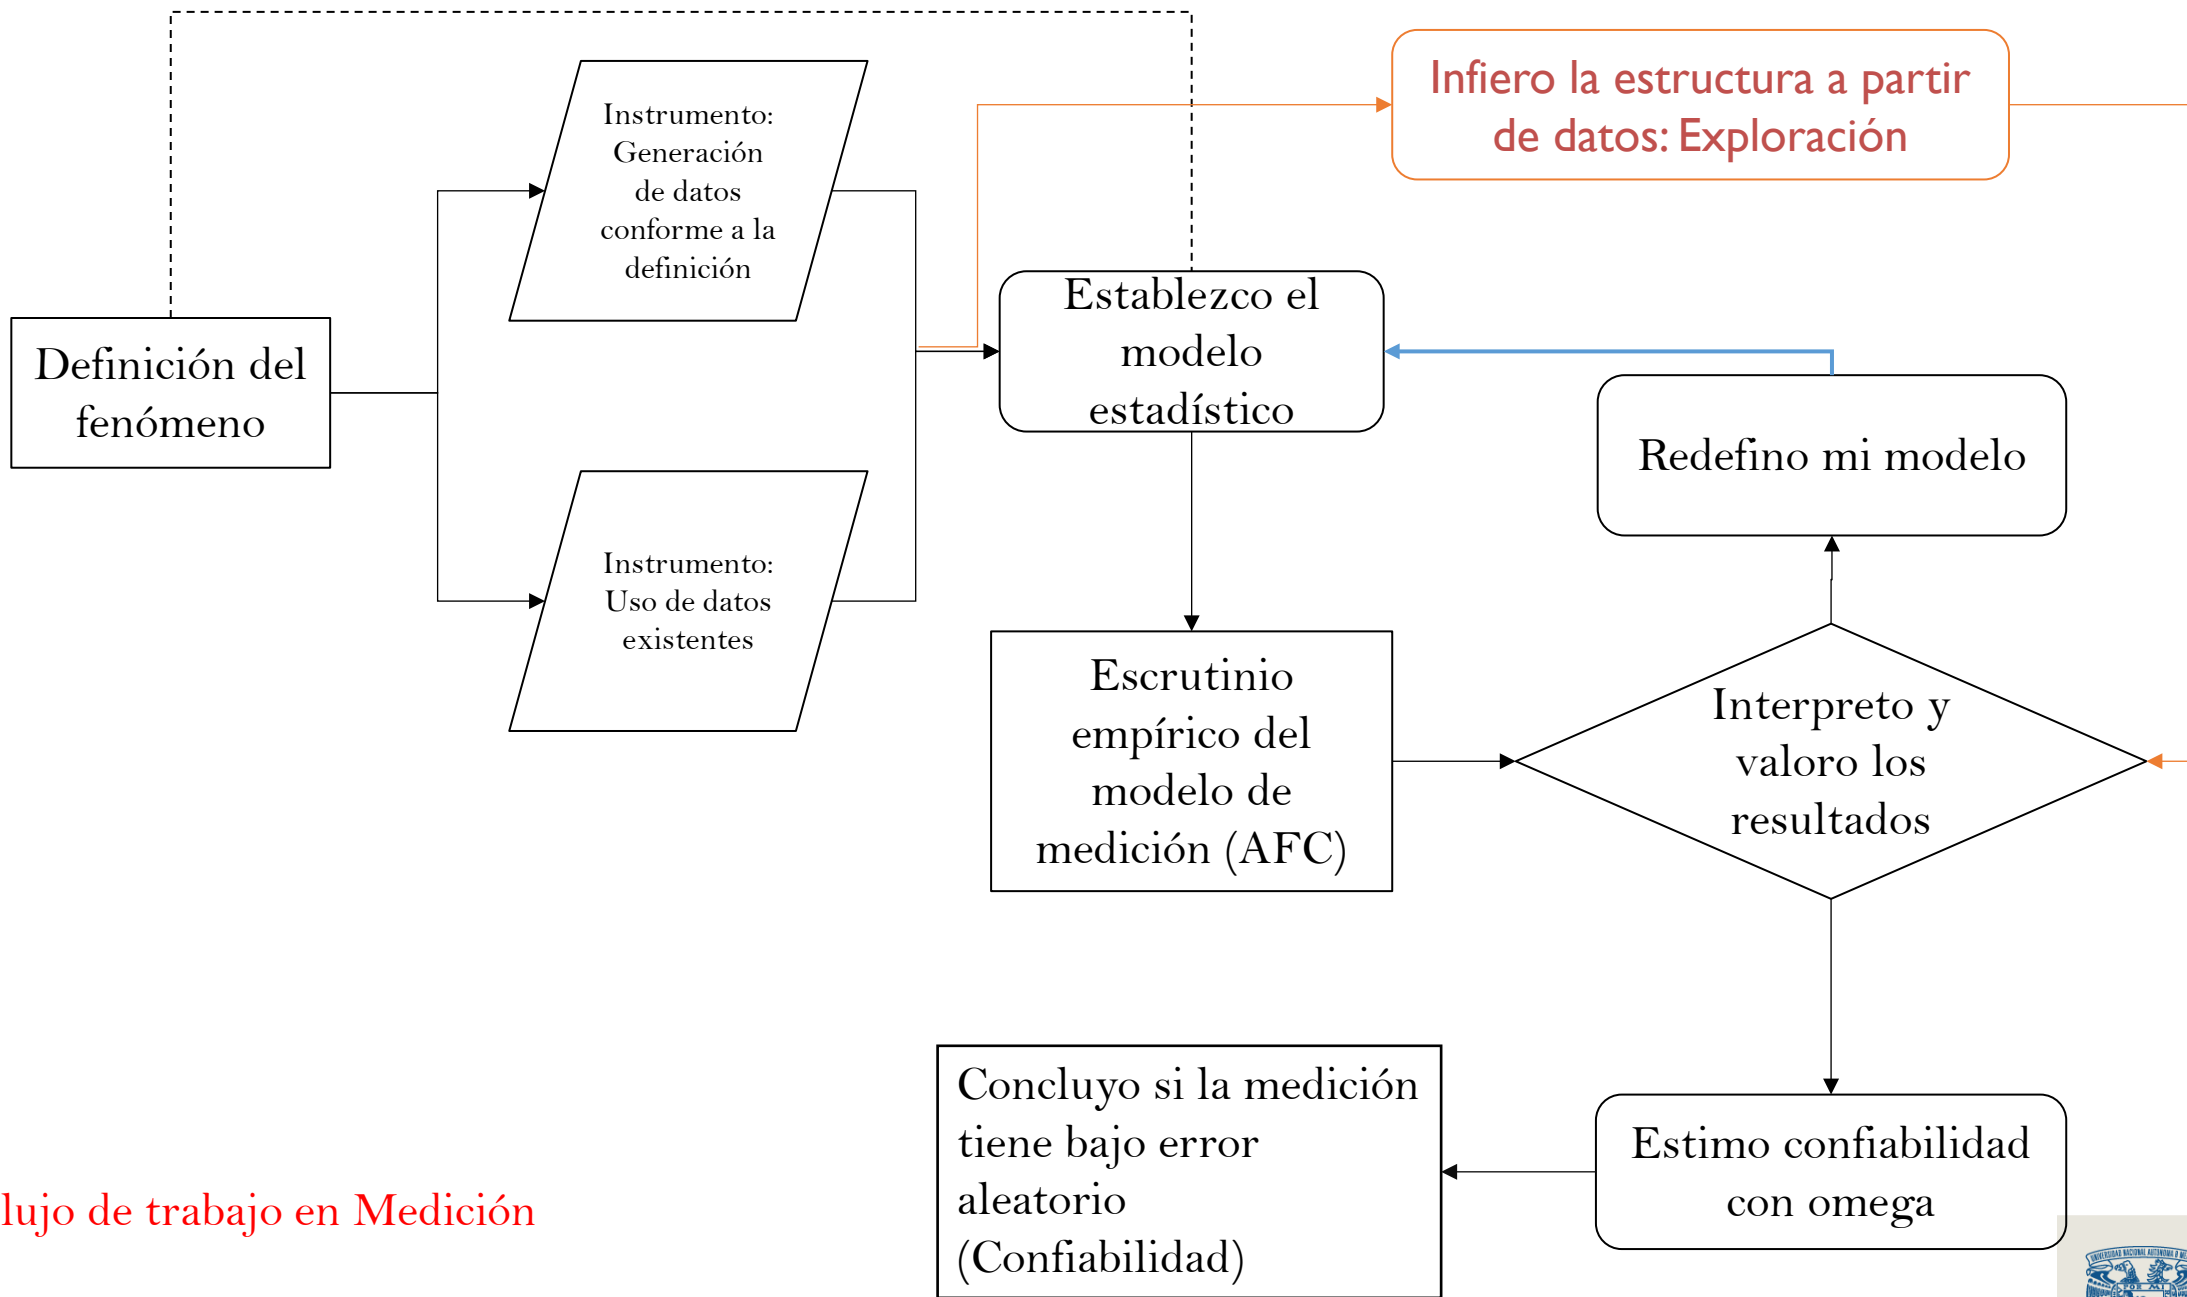 Instrumento:
Generación
de datos
conforme a la
definición
Infiero la estructura a partir
de datos: Exploración
Definición del
fenómeno
Establezco el
modelo
estadístico
Redefino mi modelo
Instrumento:
Uso de datos
existentes
Escrutinio
empírico del
modelo de
medición (AFC)
Interpreto y
valoro los
resultados
Concluyo si la medición
tiene bajo error
aleatorio
(Confiabilidad)
Estimo confiabilidad
con omega
lujo de trabajo en Medición